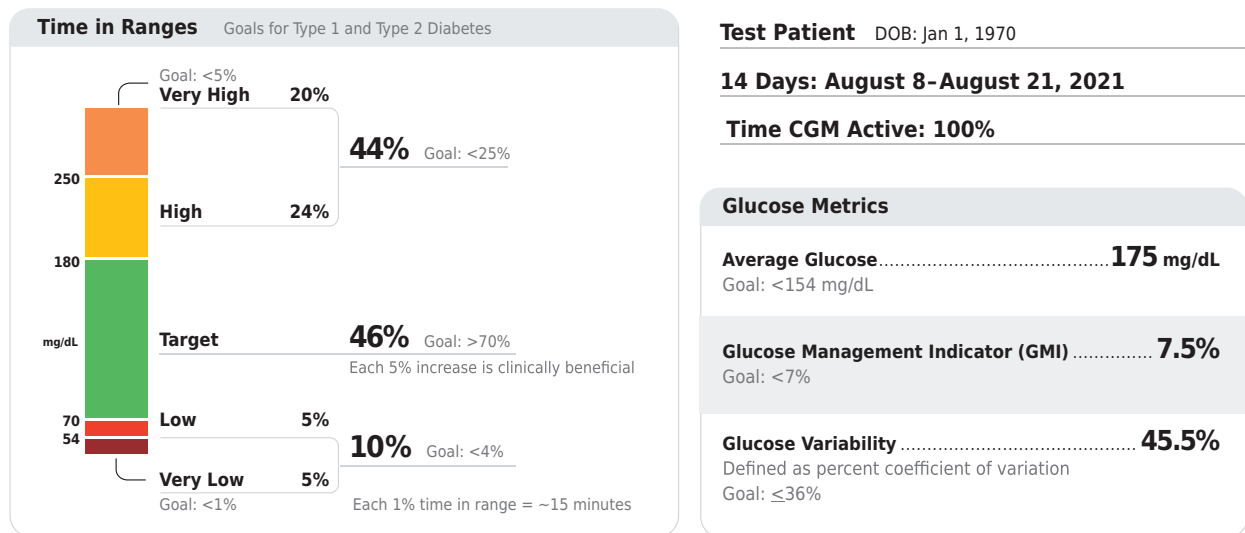 Time in Ranges Goals for Type 1 and Type 2 Diabetes
Goal: <5%
Very High 20%
44% Goal: <25%
250
High 24%
180
mg/dL
Target 46% Goal: >70%
Each 5% increase is clinically beneficial
70
Low 5%
54
10% Goal: <4%
Very Low 5%
Goal: <1%
Each 1% time in range = ~15 minutes
Test Patient DOB: Jan 1, 1970
14 Days: August 8–August 21, 2021
Time CGM Active: 100%
Glucose Metrics
Average Glucose........................................... 175 mg/dL
Goal: <154 mg/dL
Glucose Management Indicator (GMI) ............... 7.5%
Goal: <7%
Glucose Variability ............................................ 45.5%
Defined as percent coefficient of variation
Goal: ≤36%